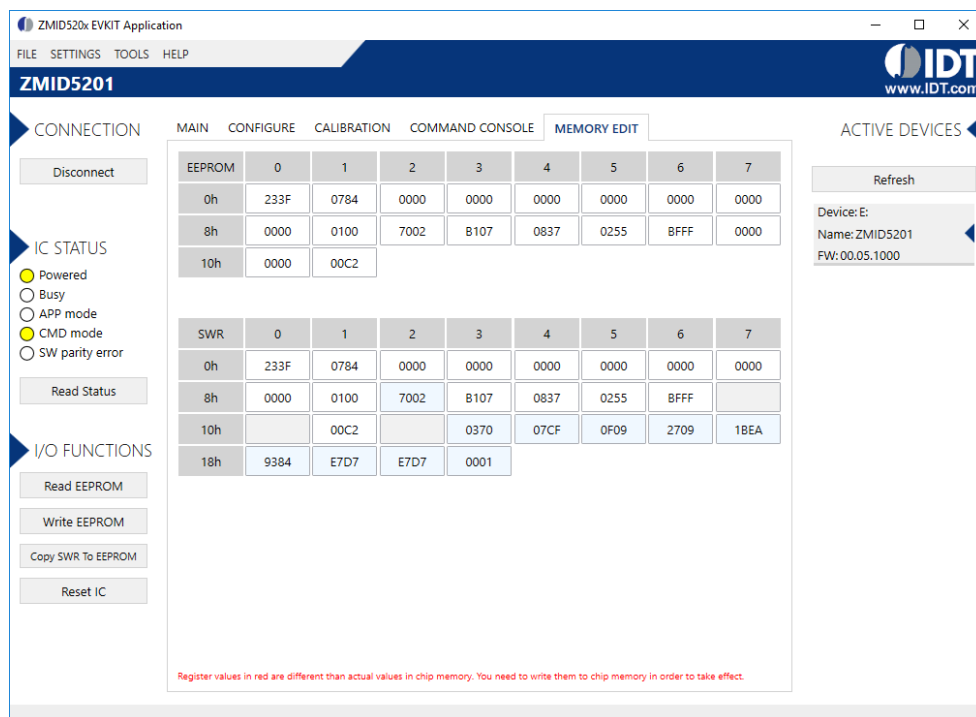 ZMID520x EVKIT Application
FILE SETTINGS TOOLS HELP
IDT
www.IDT.com
ZMID5201
CONNECTION
Disconnect
IC STATUS
Powered
Busy
APP mode
CMD mode
SW parity error
Read Status
I/O FUNCTIONS
Read EEPROM
Write EEPROM
Copy SWR To EEPROM
Reset IC
MAIN CONFIGURE CALIBRATION COMMAND CONSOLE MEMORY EDIT
EEPROM 0 1 2 3 4 5 6 7
0h 233F 0784 0000 0000 0000 0000 0000 0000
8h 0000 0100 7002 B107 0837 0255 BFFF 0000
10h 0000 00C2
SWR 0 1 2 3 4 5 6 7
0h 233F 0784 0000 0000 0000 0000 0000 0000
8h 0000 0100 7002 B107 0837 0255 BFFF
10h 00C2 0370 07CF 0F09 2709 1BEA
18h 9384 E7D7 E7D7 0001
Register values in red are different than actual values in chip memory. You need to write them to chip memory in order to take effect.
ACTIVE DEVICES
Refresh
Device: E:
Name: ZMID5201
FW: 00.05.1000